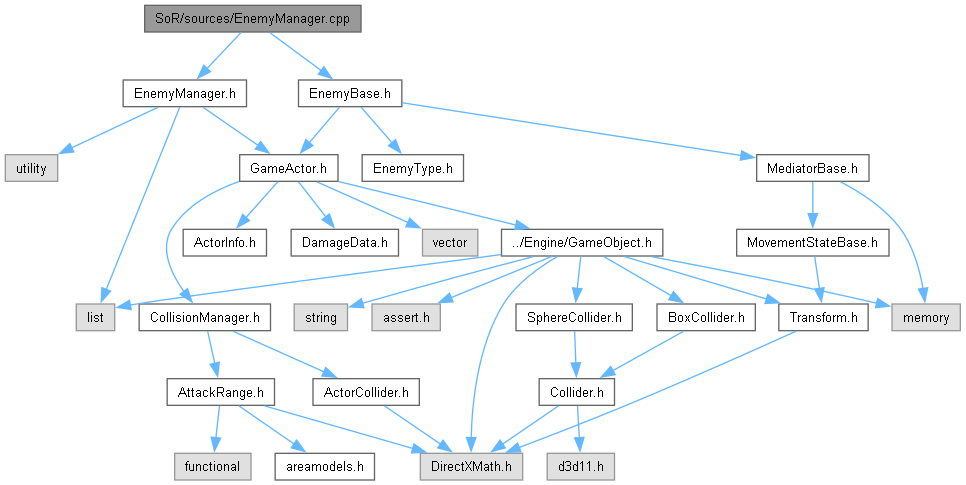 SoR/sources/EnemyManager.cpp
EnemyManager.h
EnemyBase.h
utility
GameActor.h
EnemyType.h
MediatorBase.h
ActorInfo.h
DamageData.h
vector
../Engine/GameObject.h
MovementStateBase.h
list
CollisionManager.h
string
assert.h
SphereCollider.h
BoxCollider.h
Transform.h
memory
AttackRange.h
ActorCollider.h
Collider.h
functional
areamodels.h
DirectXMath.h
d3d11.h